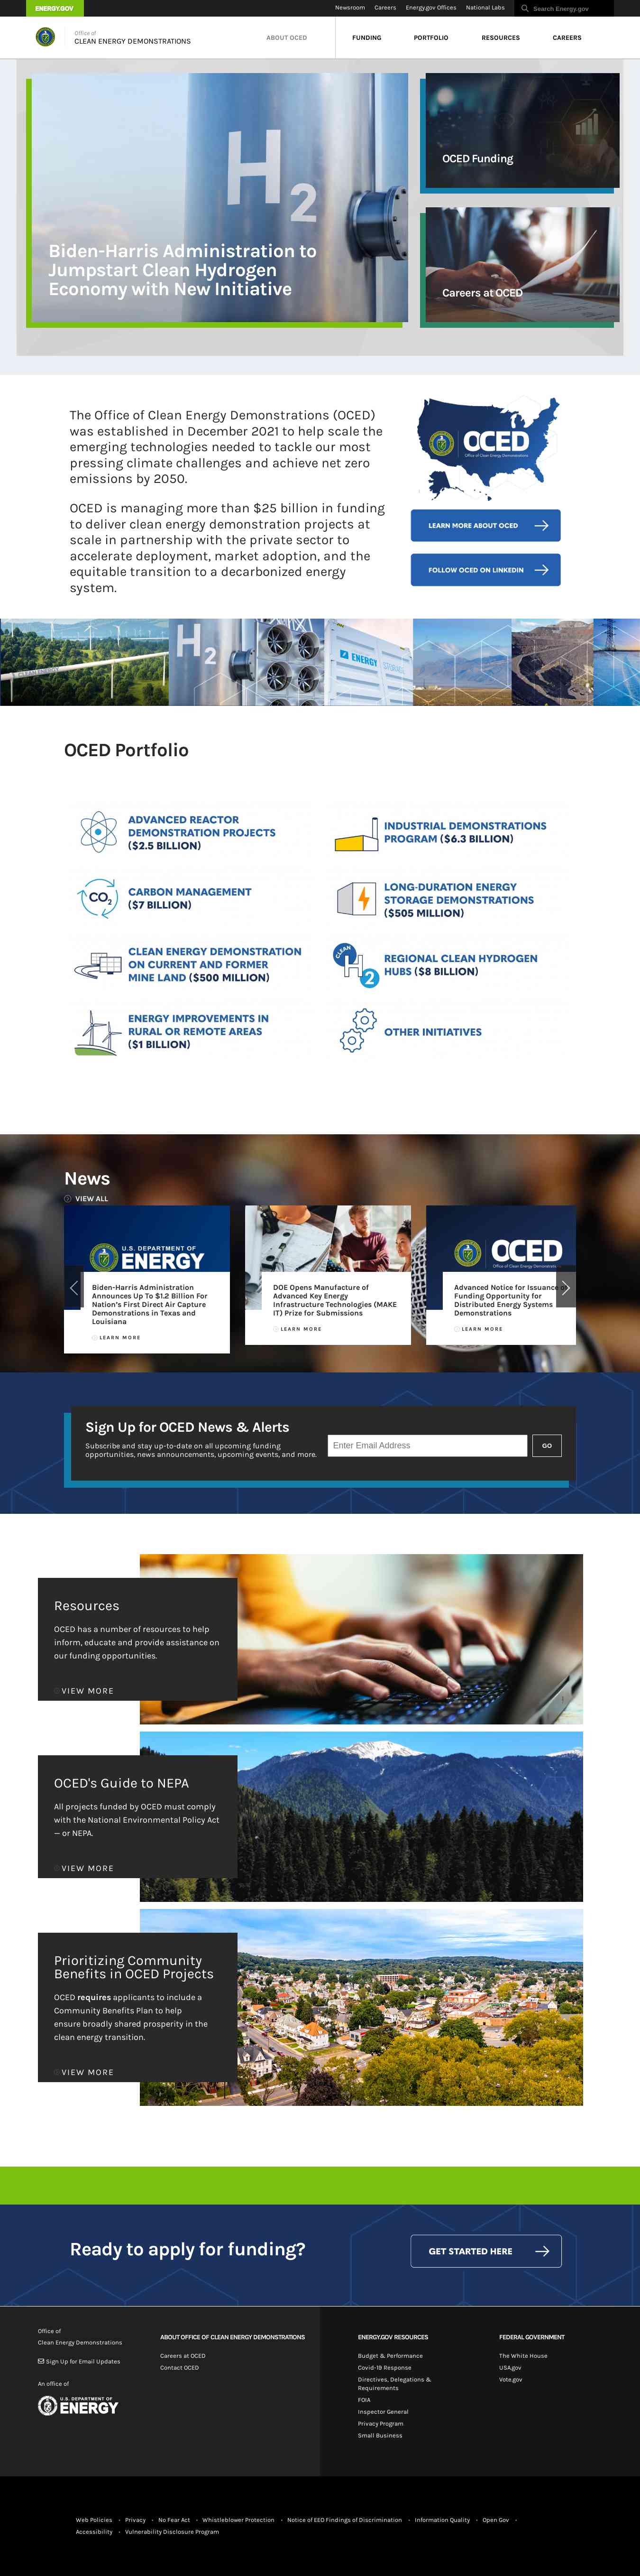 ENERGY.GOV
Newsroom Careers Energy.gov Offices National Labs Search Energy.gov
Office of
CLEAN ENERGY DEMONSTRATIONS
ABOUT OCED FUNDING PORTFOLIO RESOURCES CAREERS
H2
Biden-Harris Administration to
Jumpstart Clean Hydrogen
Economy with New Initiative
OCED Funding
Careers at OCED
The Office of Clean Energy Demonstrations (OCED)
was established in December 2021 to help scale the
emerging technologies needed to tackle our most
pressing climate challenges and achieve net zero
emissions by 2050.
OCED is managing more than $25 billion in funding
to deliver clean energy demonstration projects at
scale in partnership with the private sector to
accelerate deployment, market adoption, and the
equitable transition to a decarbonized energy
system.
OCED
Office of Clean Energy Demonstrations
LEARN MORE ABOUT OCED
FOLLOW OCED ON LINKEDIN
H2
ENERGY STORAGE
OCED Portfolio
ADVANCED REACTOR
DEMONSTRATION PROJECTS
($2.5 BILLION)
INDUSTRIAL DEMONSTRATIONS
PROGRAM ($6.3 BILLION)
CO2
CARBON MANAGEMENT
($7 BILLION)
LONG-DURATION ENERGY
STORAGE DEMONSTRATIONS
($505 MILLION)
CLEAN ENERGY DEMONSTRATION
ON CURRENT AND FORMER
MINE LAND ($500 MILLION)
CLEAN
H2
REGIONAL CLEAN HYDROGEN
HUBS ($8 BILLION)
ENERGY IMPROVEMENTS IN
RURAL OR REMOTE AREAS
($1 BILLION)
OTHER INITIATIVES
News
VIEW ALL
U.S. DEPARTMENT OF
ENERGY
Biden-Harris Administration
Announces Up To $1.2 Billion For
Nation's First Direct Air Capture
Demonstrations in Texas and
Louisiana
LEARN MORE
DOE Opens Manufacture of
Advanced Key Energy
Infrastructure Technologies (MAKE
IT) Prize for Submissions
LEARN MORE
OCED
Office of Clean Energy Demonstrations
Advanced Notice for Issuance of
Funding Opportunity for
Distributed Energy Systems
Demonstrations
LEARN MORE
Sign Up for OCED News & Alerts
Subscribe and stay up-to-date on all upcoming funding
opportunities, news announcements, upcoming events, and more.
Enter Email Address
GO
Resources
OCED has a number of resources to help
inform, educate and provide assistance on
our funding opportunities.
VIEW MORE
OCED's Guide to NEPA
All projects funded by OCED must comply
with the National Environmental Policy Act
— or NEPA.
VIEW MORE
Prioritizing Community
Benefits in OCED Projects
OCED requires applicants to include a
Community Benefits Plan to help
ensure broadly shared prosperity in the
clean energy transition.
VIEW MORE
Ready to apply for funding?
GET STARTED HERE
Office of
Clean Energy Demonstrations
Sign Up for Email Updates
An office of
U.S. DEPARTMENT OF
ENERGY
ABOUT OFFICE OF CLEAN ENERGY DEMONSTRATIONS
Careers at OCED
Contact OCED
ENERGY.GOV RESOURCES
Budget & Performance
Covid-19 Response
Directives, Delegations &
Requirements
FOIA
Inspector General
Privacy Program
Small Business
FEDERAL GOVERNMENT
The White House
USA.gov
Vote.gov
Web Policies • Privacy • No Fear Act • Whistleblower Protection • Notice of EEO Findings of Discrimination • Information Quality • Open Gov •
Accessibility • Vulnerability Disclosure Program